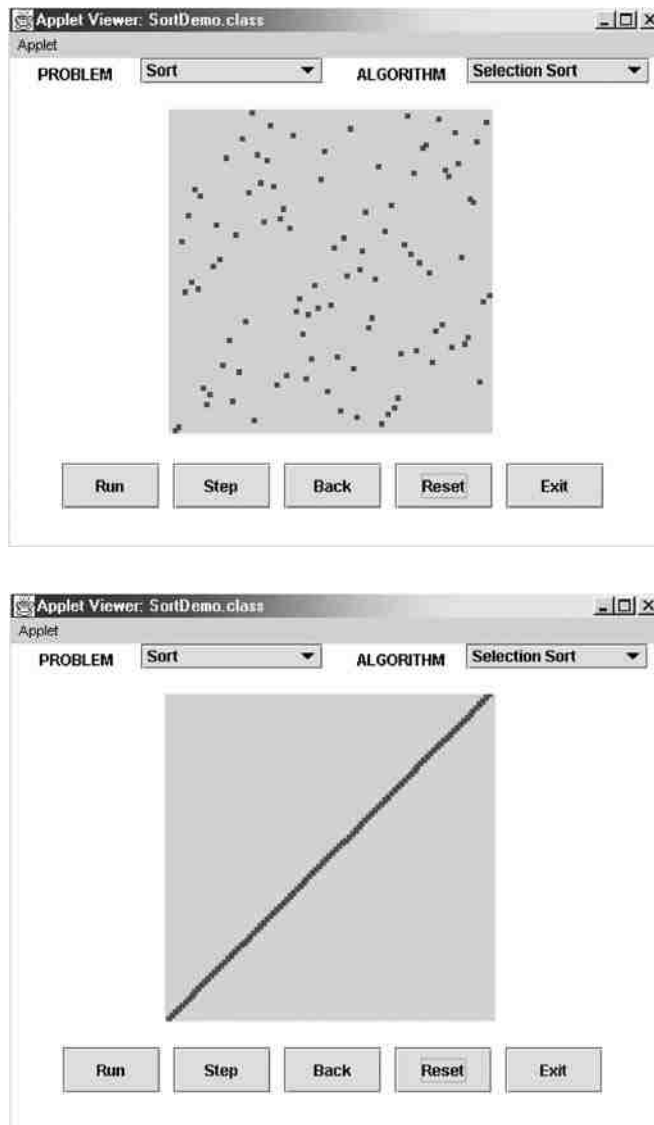 Applet Viewer: SortDemo.class
Applet
PROBLEM Sort ALGORITHM Selection Sort
Run Step Back Reset Exit
Applet Viewer: SortDemo.class
Applet
PROBLEM Sort ALGORITHM Selection Sort
Run Step Back Reset Exit